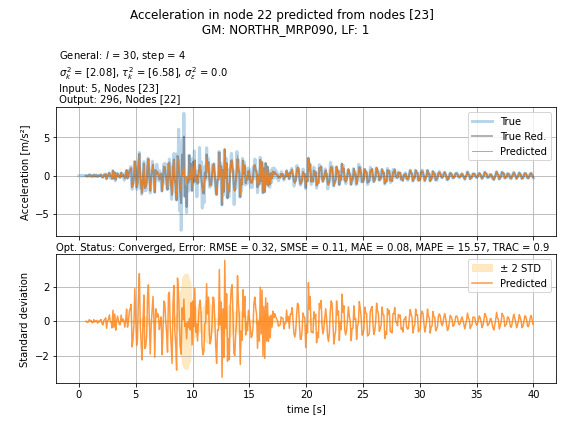 Acceleration in node 22 predicted from nodes [23]
GM: NORTHR_MRP090, LF: 1
General: l = 30, step = 4
σ²ₖ = [2.08], τ²ₖ = [6.58], σ²ε = 0.0
Input: 5, Nodes [23]
Output: 296, Nodes [22]
Acceleration [m/s²]
5
0
−5
True
True Red.
Predicted
Opt. Status: Converged, Error: RMSE = 0.32, SMSE = 0.11, MAE = 0.08, MAPE = 15.57, TRAC = 0.9
Standard deviation
2
0
−2
± 2 STD
Predicted
0 5 10 15 20 25 30 35 40
time [s]